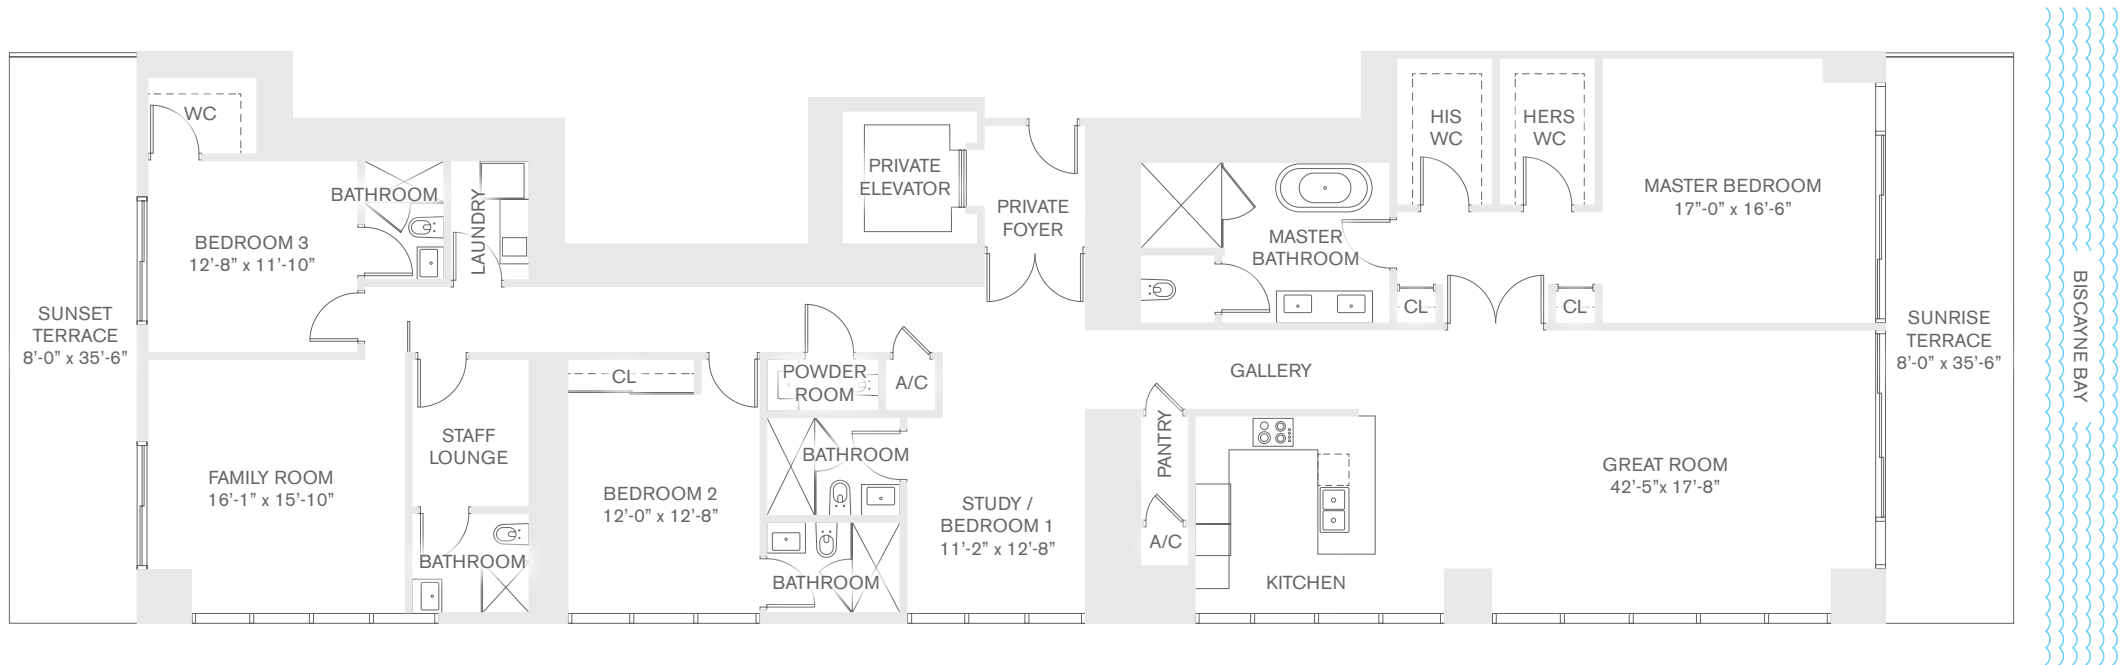 SUNSET
TERRACE
8'-0" x 35'-6"
WC
BEDROOM 3
12'-8" x 11'-10"
BATHROOM
LAUNDRY
FAMILY ROOM
16'-1" x 15'-10"
STAFF
LOUNGE
BATHROOM
CL
BEDROOM 2
12'-0" x 12'-8"
POWDER
ROOM
A/C
BATHROOM
BATHROOM
STUDY /
BEDROOM 1
11'-2" x 12'-8"
PRIVATE
ELEVATOR
PRIVATE
FOYER
MASTER
BATHROOM
HIS
WC
HERS
WC
CL
CL
MASTER BEDROOM
17"-0" x 16'-6"
GALLERY
PANTRY
A/C
KITCHEN
GREAT ROOM
42'-5"x 17'-8"
SUNRISE
TERRACE
8'-0" x 35'-6"
BISCAYNE BAY